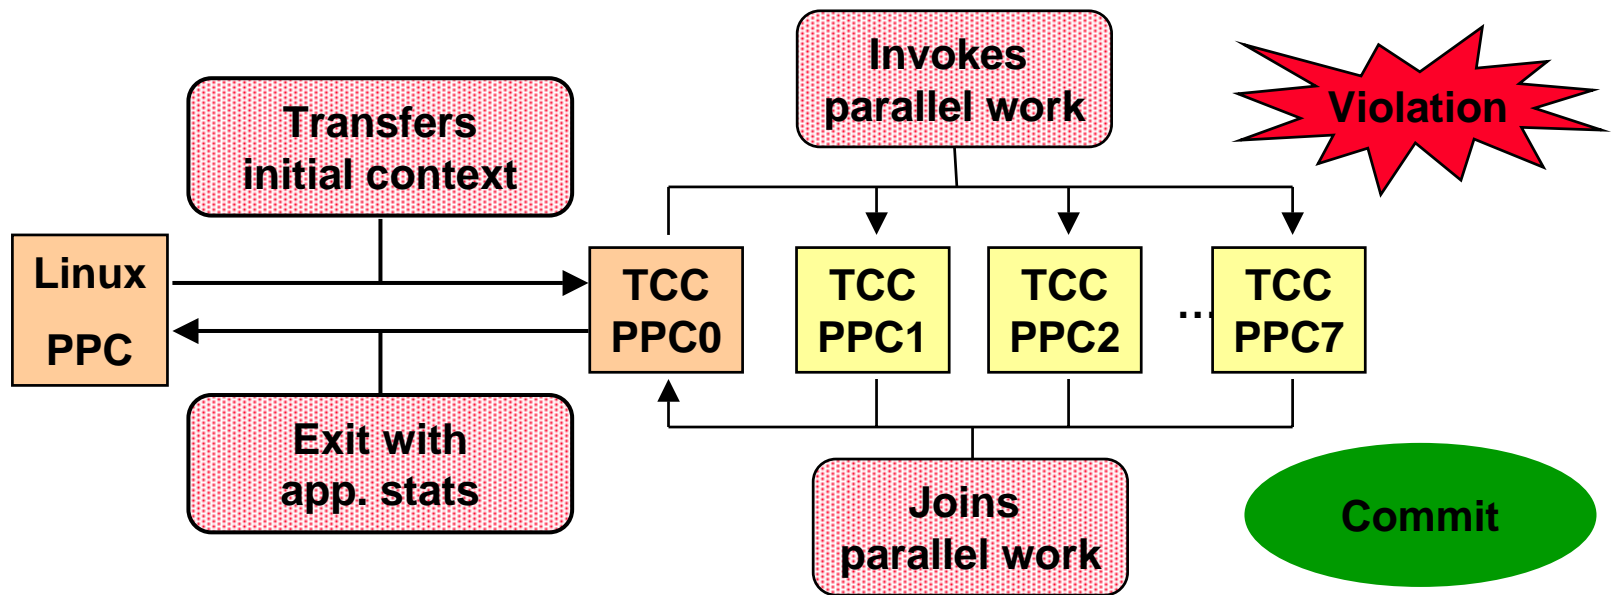 Invokes
parallel work
Violation
Transfers
initial context
Linux
PPC
TCC
PPC0
TCC
PPC1
TCC
PPC2
...
TCC
PPC7
Exit with
app. stats
Joins
parallel work
Commit